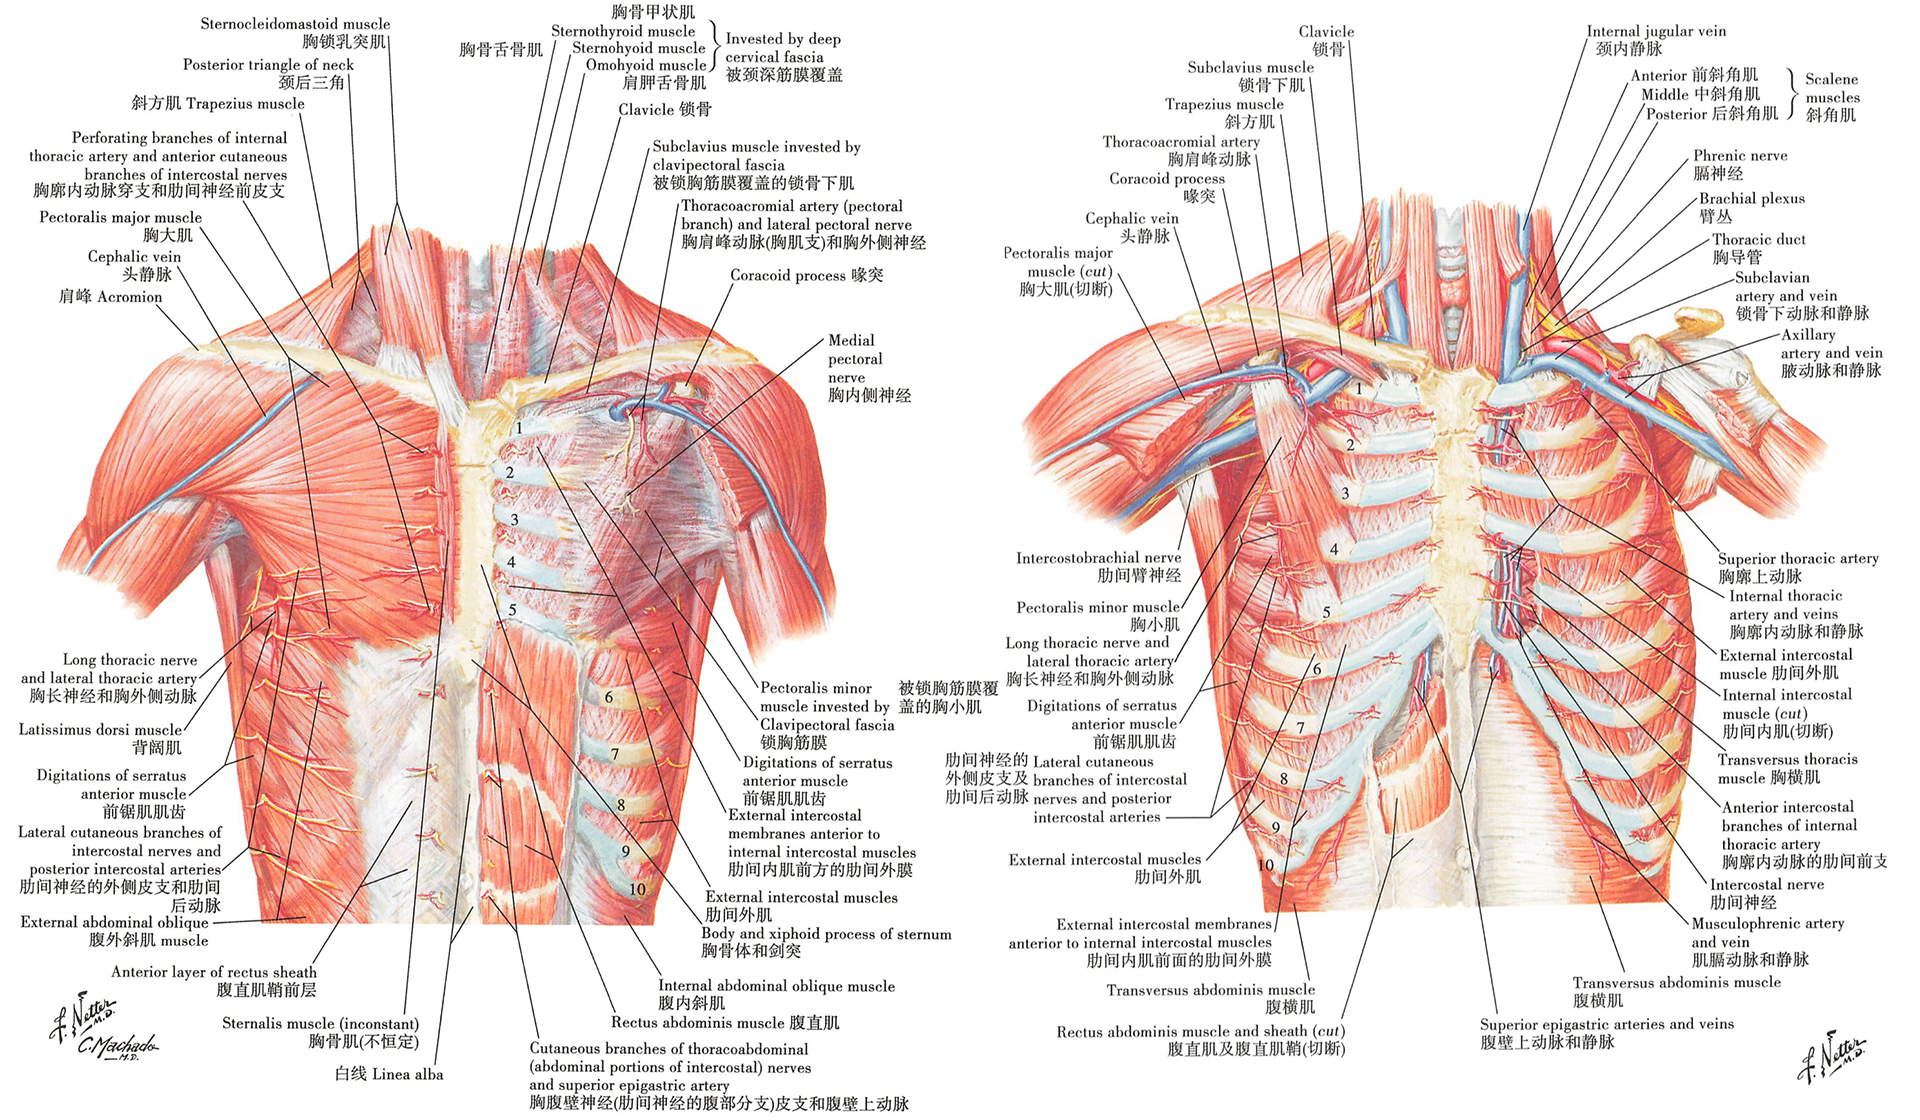 Sternocleidomastoid muscle
胸锁乳突肌
Posterior triangle of neck
颈后三角
斜方肌 Trapezius muscle
Perforating branches of internal
thoracic artery and anterior cutaneous
branches of intercostal nerves
胸廓内动脉穿支和肋间神经前皮支
Pectoralis major muscle
胸大肌
Cephalic vein
头静脉
肩峰 Acromion
Long thoracic nerve
and lateral thoracic artery
胸长神经和胸外侧动脉
Latissimus dorsi muscle
背阔肌
Digitations of serratus
anterior muscle
前锯肌肌齿
Lateral cutaneous branches of
intercostal nerves and
posterior intercostal arteries
肋间神经的外侧皮支和肋间
后动脉
External abdominal oblique
腹外斜肌 muscle
Anterior layer of rectus sheath
腹直肌鞘前层
Sternalis muscle (inconstant)
胸骨肌(不恒定)
白线 Linea alba
胸骨甲状肌
Sternothyroid muscle
胸骨舌骨肌 Sternohyoid muscle
Omohyoid muscle
肩胛舌骨肌
Invested by deep
cervical fascia
被颈深筋膜覆盖
Clavicle 锁骨
Subclavius muscle invested by
clavipectoral fascia
被锁胸筋膜覆盖的锁骨下肌
Thoracoacromial artery (pectoral
branch) and lateral pectoral nerve
胸肩峰动脉(胸肌支)和胸外侧神经
Coracoid process 喙突
Medial
pectoral
nerve
胸内侧神经
1
2
3
4
5
6
7
8
9
10
Pectoralis minor
muscle invested by
Clavipectoral fascia
锁胸筋膜
被锁胸筋膜覆
盖的胸小肌
Digitations of serratus
anterior muscle
前锯肌肌齿
External intercostal
membranes anterior to
internal intercostal muscles
肋间内肌前方的肋间外膜
External intercostal muscles
肋间外肌
Body and xiphoid process of sternum
胸骨体和剑突
Internal abdominal oblique muscle
腹内斜肌
Rectus abdominis muscle 腹直肌
Cutaneous branches of thoracoabdominal
(abdominal portions of intercostal) nerves
and superior epigastric artery
胸腹壁神经(肋间神经的腹部分支)皮支和腹壁上动脉
F. Netter
M.D.
C. Machado
M.D.
Clavicle
锁骨
Subclavius muscle
锁骨下肌
Trapezius muscle
斜方肌
Thoracoacromial artery
胸肩峰动脉
Coracoid process
喙突
Cephalic vein
头静脉
Pectoralis major
muscle (cut)
胸大肌(切断)
Intercostobrachial nerve
肋间臂神经
Pectoralis minor muscle
胸小肌
Long thoracic nerve and
lateral thoracic artery
胸长神经和胸外侧动脉
Digitations of serratus
anterior muscle
前锯肌肌齿
肋间神经的
外侧皮支及
肋间后动脉
Lateral cutaneous
branches of intercostal
nerves and posterior
intercostal arteries
External intercostal muscles
肋间外肌
External intercostal membranes
anterior to internal intercostal muscles
肋间内肌前面的肋间外膜
Transversus abdominis muscle
腹横肌
Rectus abdominis muscle and sheath (cut)
腹直肌及腹直肌鞘(切断)
1
2
3
4
5
6
7
8
9
10
Internal jugular vein
颈内静脉
Anterior 前斜角肌
Middle 中斜角肌
Posterior 后斜角肌
Scalene
muscles
斜角肌
Phrenic nerve
膈神经
Brachial plexus
臂丛
Thoracic duct
胸导管
Subclavian
artery and vein
锁骨下动脉和静脉
Axillary
artery and vein
腋动脉和静脉
Superior thoracic artery
胸廓上动脉
Internal thoracic
artery and veins
胸廓内动脉和静脉
External intercostal
muscle 肋间外肌
Internal intercostal
muscle (cut)
肋间内肌(切断)
Transversus thoracis
muscle 胸横肌
Anterior intercostal
branches of internal
thoracic artery
胸廓内动脉的肋间前支
Intercostal nerve
肋间神经
Musculophrenic artery
and vein
肌膈动脉和静脉
Transversus abdominis muscle
腹横肌
Superior epigastric arteries and veins
腹壁上动脉和静脉
F. Netter
M.D.